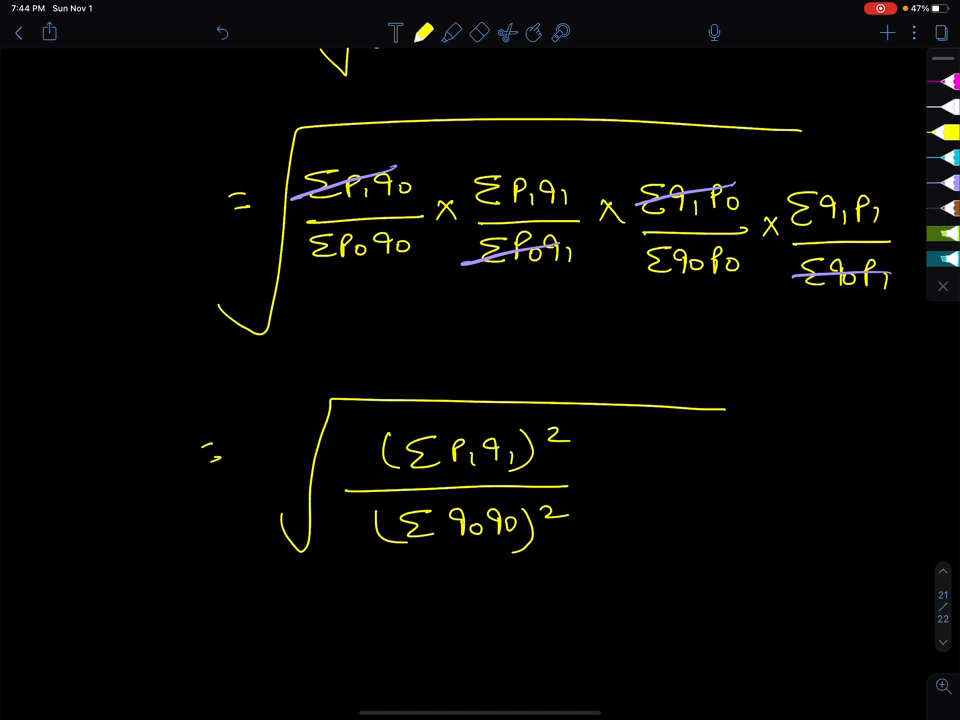 7:44 PM Sun Nov 1
47%
T
= √ Σp₁q₀ / Σp₀q₀ × Σp₁q₁ / Σp₀q₁ × Σq₁p₀ / Σq₀p₀ × Σq₁p₁ / Σq₀p₁
= √ (Σp₁q₁)² / (Σq₀q₀)²
21
/
22